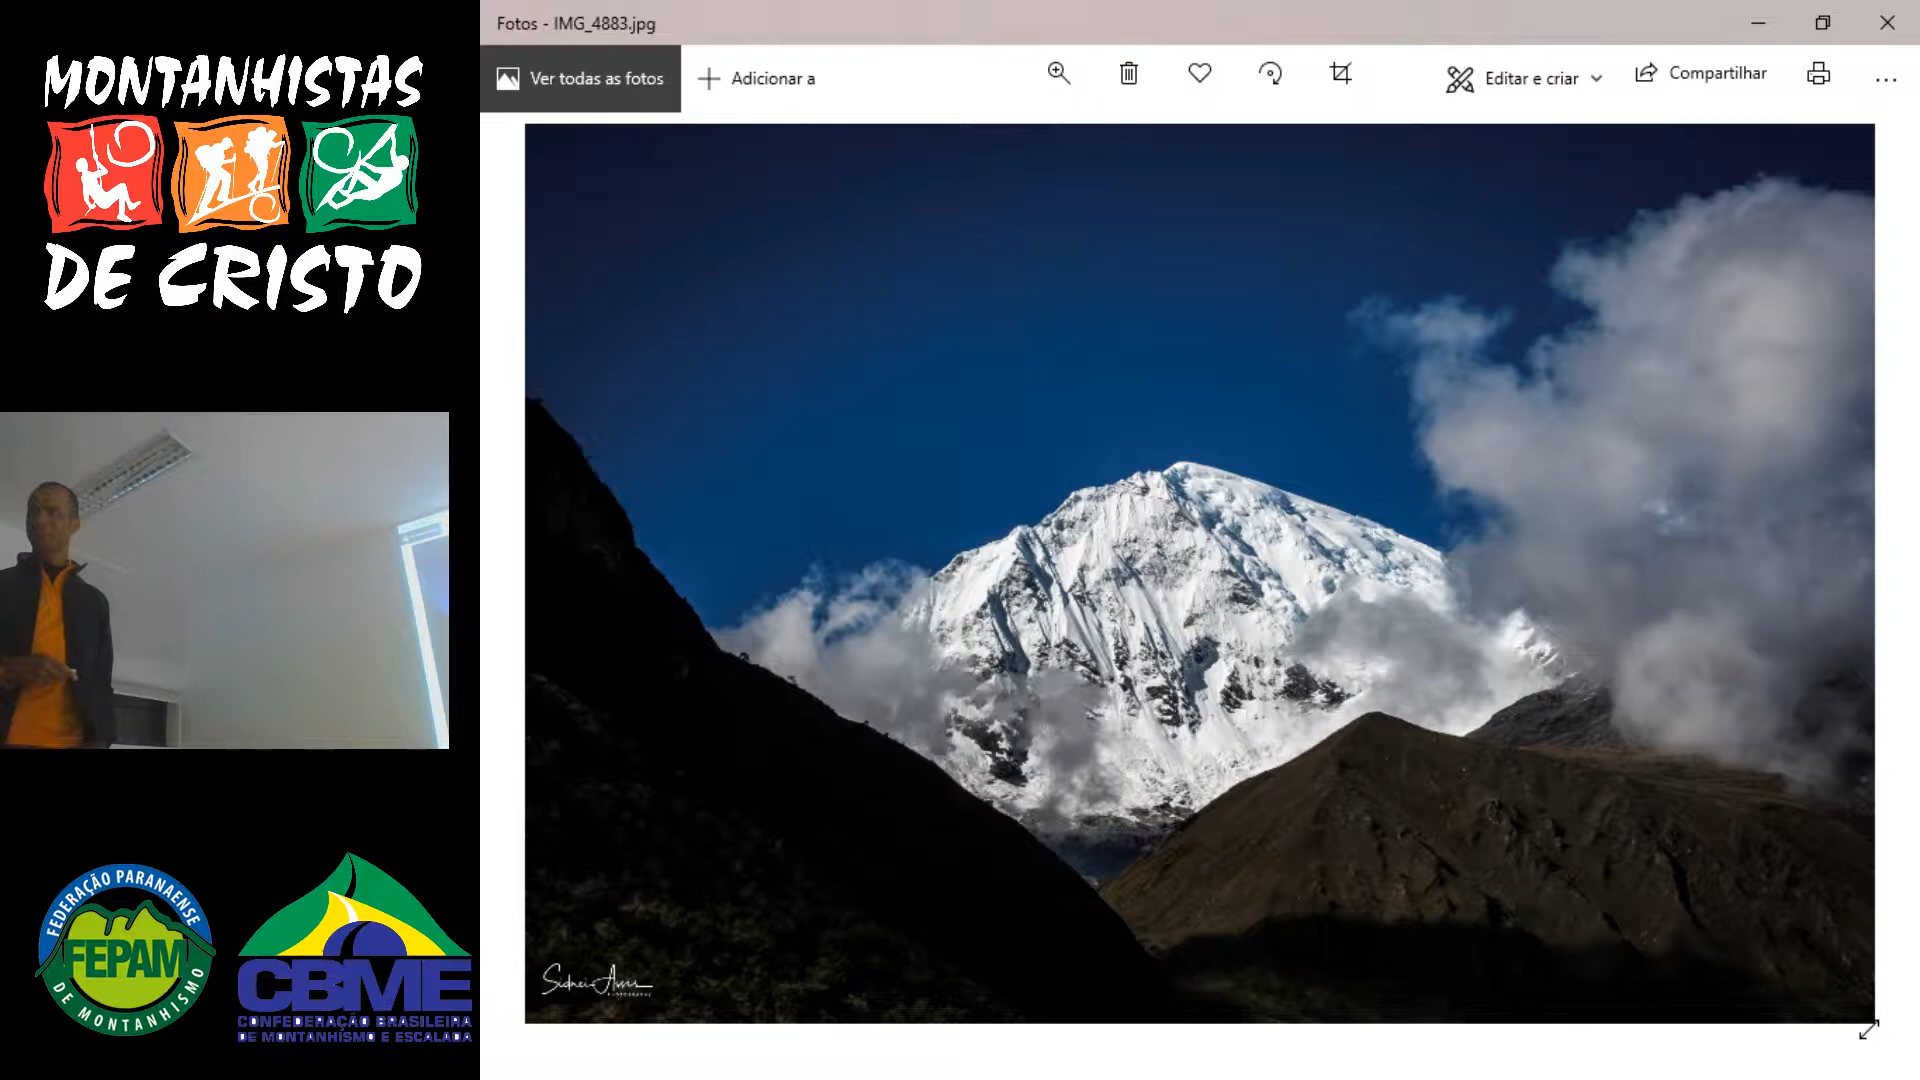 MONTANHISTAS
DE CRISTO
FEDERAÇÃO PARANAENSE
FEPAM
DE MONTANHISMO
CBME
CONFEDERAÇÃO BRASILEIRA
DE MONTANHISMO E ESCALADA
Fotos - IMG_4883.jpg
Ver todas as fotos
Adicionar a
Editar e criar
Compartilhar
Sidnei